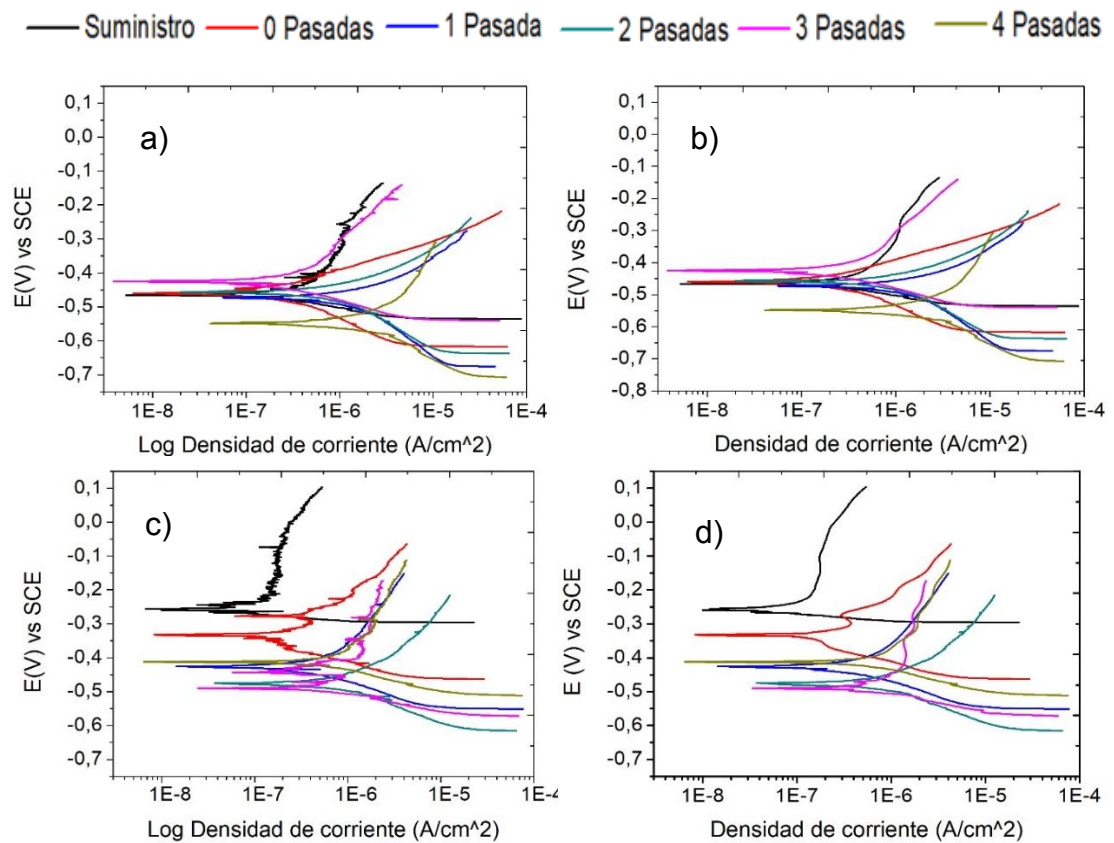 Suministro 0 Pasadas 1 Pasada 2 Pasadas 3 Pasadas 4 Pasadas
a)
0,1
0,0
-0,1
-0,2
-0,3
-0,4
-0,5
-0,6
-0,7
E(V) vs SCE
1E-8 1E-7 1E-6 1E-5 1E-4
Log Densidad de corriente (A/cm^2)
b)
0,1
0,0
-0,1
-0,2
-0,3
-0,4
-0,5
-0,6
-0,7
-0,8
E(V) vs SCE
1E-8 1E-7 1E-6 1E-5 1E-4
Densidad de corriente (A/cm^2)
c)
0,1
0,0
-0,1
-0,2
-0,3
-0,4
-0,5
-0,6
-0,7
E(V) vs SCE
1E-8 1E-7 1E-6 1E-5 1E-4
Log Densidad de corriente (A/cm^2)
d)
0,1
0,0
-0,1
-0,2
-0,3
-0,4
-0,5
-0,6
-0,7
E (V) vs SCE
1E-8 1E-7 1E-6 1E-5 1E-4
Densidad de corriente (A/cm^2)